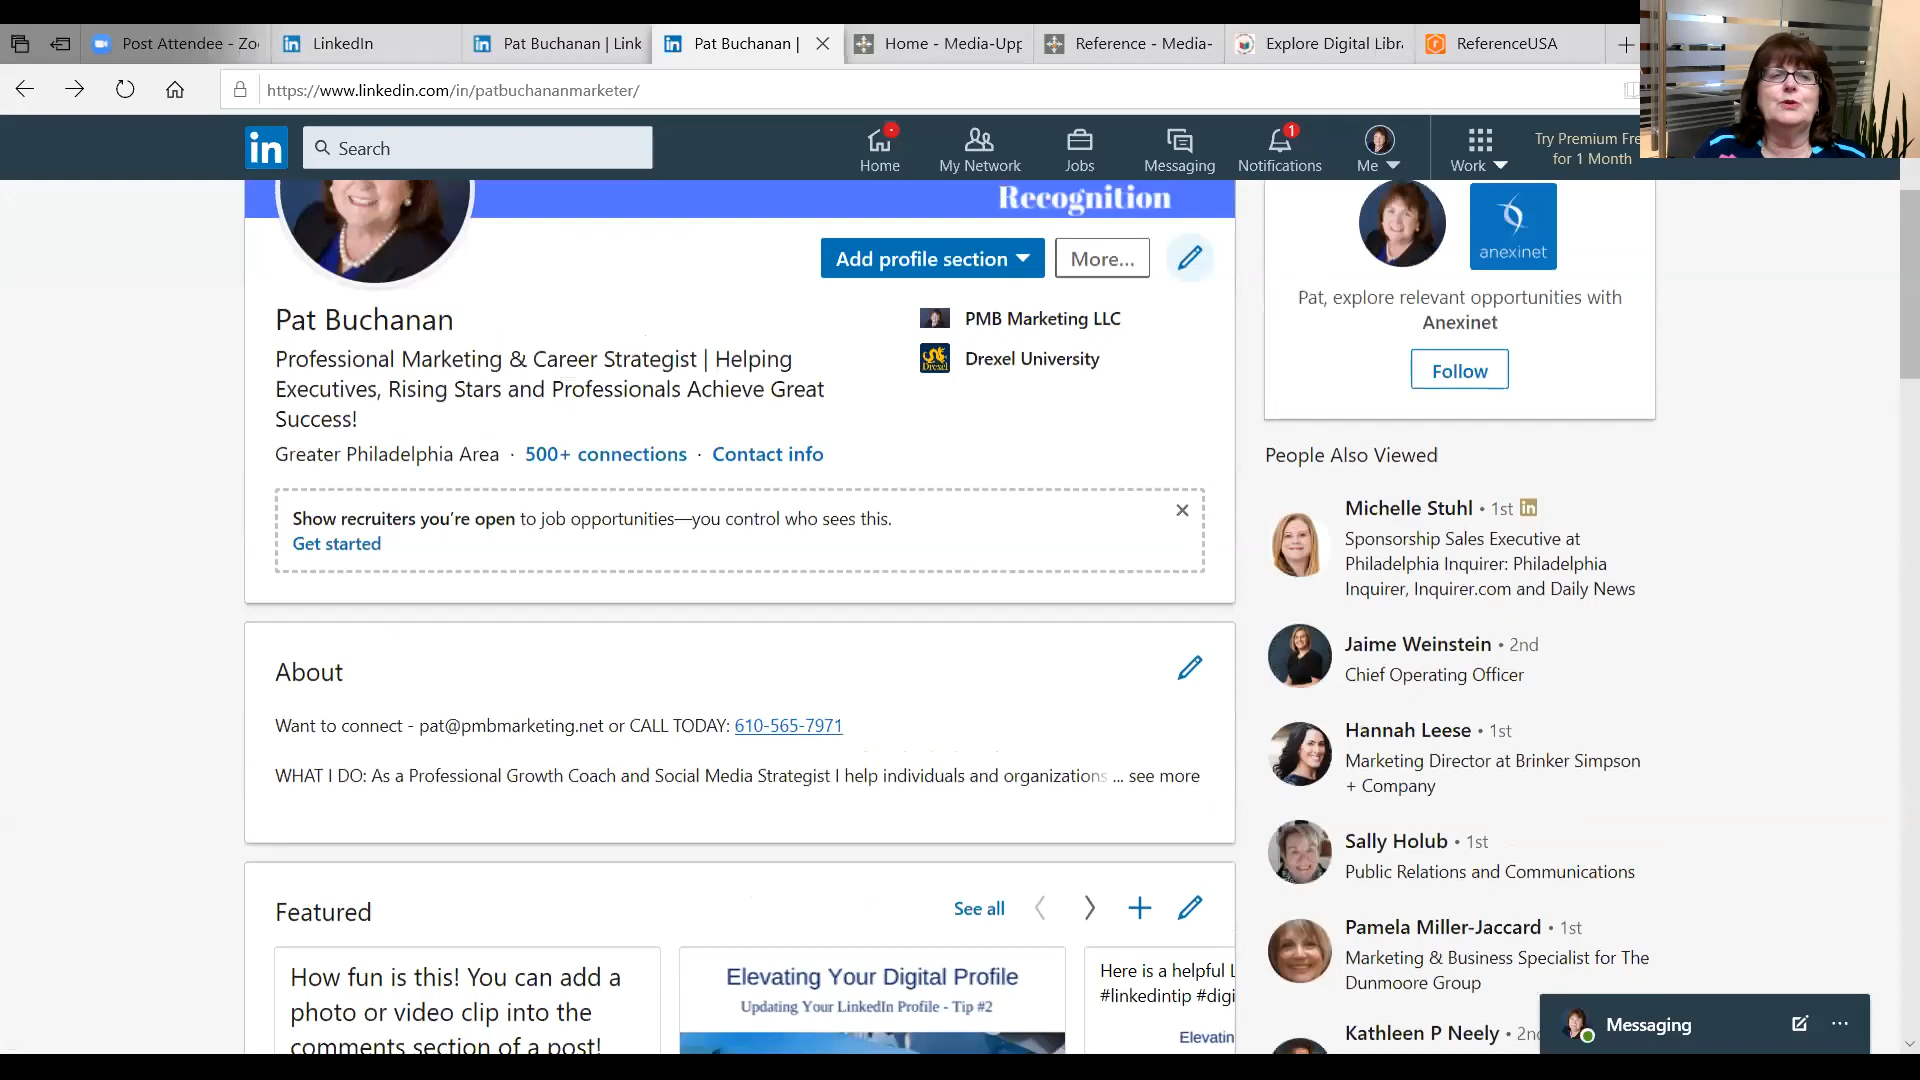 Post Attendee - Zo
LinkedIn
Pat Buchanan | Link
Pat Buchanan |
Home - Media-Upp
Reference - Media-
Explore Digital Libra
ReferenceUSA
https://www.linkedin.com/in/patbuchananmarketer/
in
Search
Home
My Network
Jobs
Messaging
1
Notifications
Me
Work
Try Premium Fre
for 1 Month
Recognition
Add profile section
More...
Pat Buchanan
Professional Marketing & Career Strategist | Helping
Executives, Rising Stars and Professionals Achieve Great
Success!
Greater Philadelphia Area · 500+ connections · Contact info
PMB Marketing LLC
Drexel
Drexel University
Show recruiters you're open to job opportunities—you control who sees this.
Get started
About
Want to connect - pat@pmbmarketing.net or CALL TODAY: 610-565-7971
WHAT I DO: As a Professional Growth Coach and Social Media Strategist I help individuals and organizations ... see more
Featured
See all
How fun is this! You can add a
photo or video clip into the
comments section of a post!
Elevating Your Digital Profile
Updating Your LinkedIn Profile - Tip #2
Here is a helpful L
#linkedintip #digi
Elevatin
anexinet
Pat, explore relevant opportunities with
Anexinet
Follow
People Also Viewed
Michelle Stuhl • 1st in
Sponsorship Sales Executive at
Philadelphia Inquirer: Philadelphia
Inquirer, Inquirer.com and Daily News
Jaime Weinstein • 2nd
Chief Operating Officer
Hannah Leese • 1st
Marketing Director at Brinker Simpson
+ Company
Sally Holub • 1st
Public Relations and Communications
Pamela Miller-Jaccard • 1st
Marketing & Business Specialist for The
Dunmoore Group
Kathleen P Neely • 2nd
Messaging